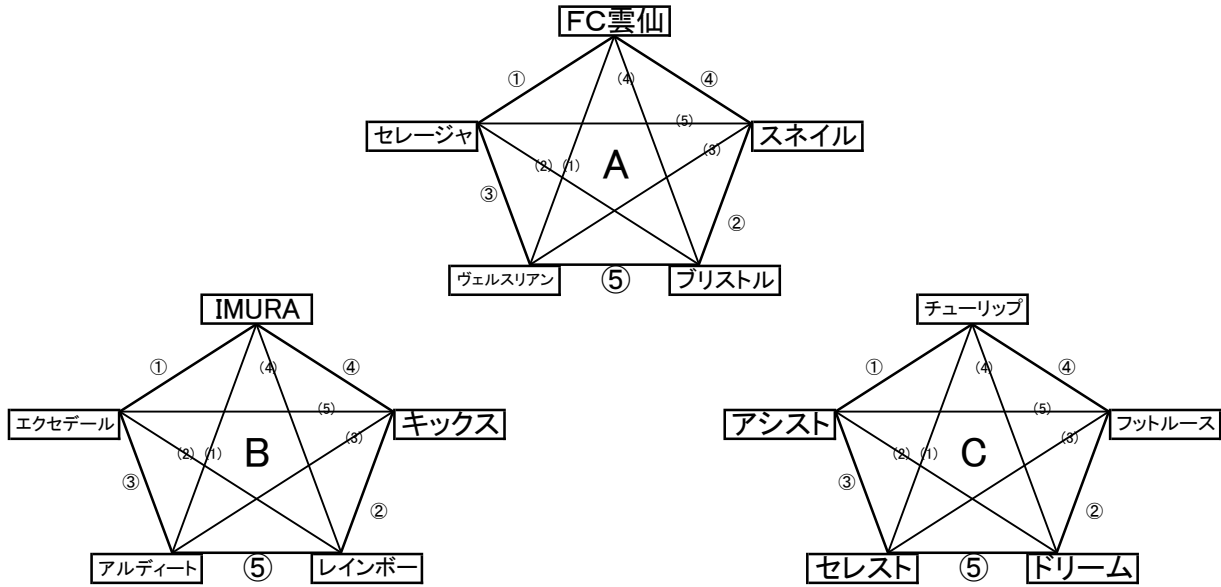 FC雲仙
① (4) ④
セレージャ (5) スネイル
(2) (1) A (3)
③ ②
ヴェルスリアン ⑤ ブリストル
IMURA
① (4) ④
エクセデール (5) キックス
(2) (1) B (3)
③ ②
アルディート ⑤ レインボー
チューリップ
① (4) ④
アシスト (5) フットルース
(2) (1) C (3)
③ ②
セレスト ⑤ ドリーム